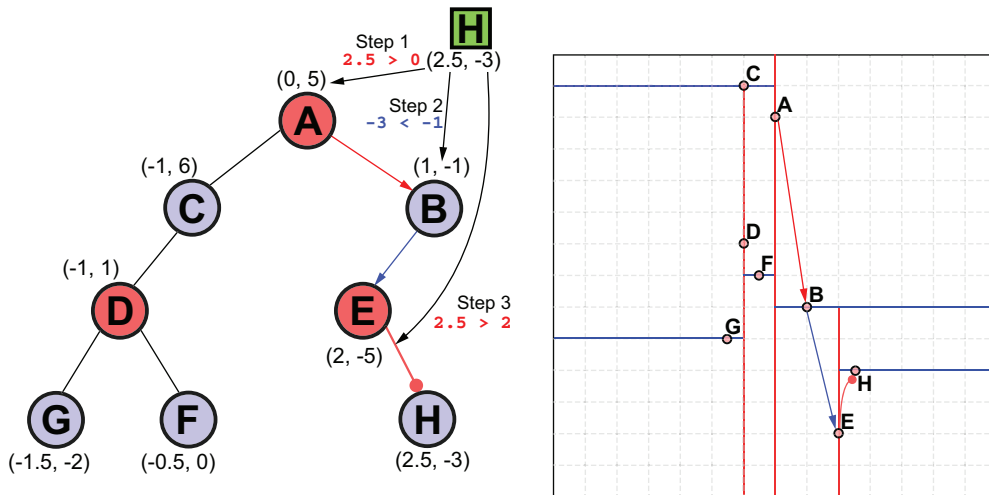 H
Step 1
2.5 > 0
(2.5, -3)
(0, 5)
A
Step 2
-3 < -1
(-1, 6)
C
(1, -1)
B
(-1, 1)
D
E
(2, -5)
Step 3
2.5 > 2
G
(-1.5, -2)
F
(-0.5, 0)
H
(2.5, -3)
C
A
D
F
B
G
H
E